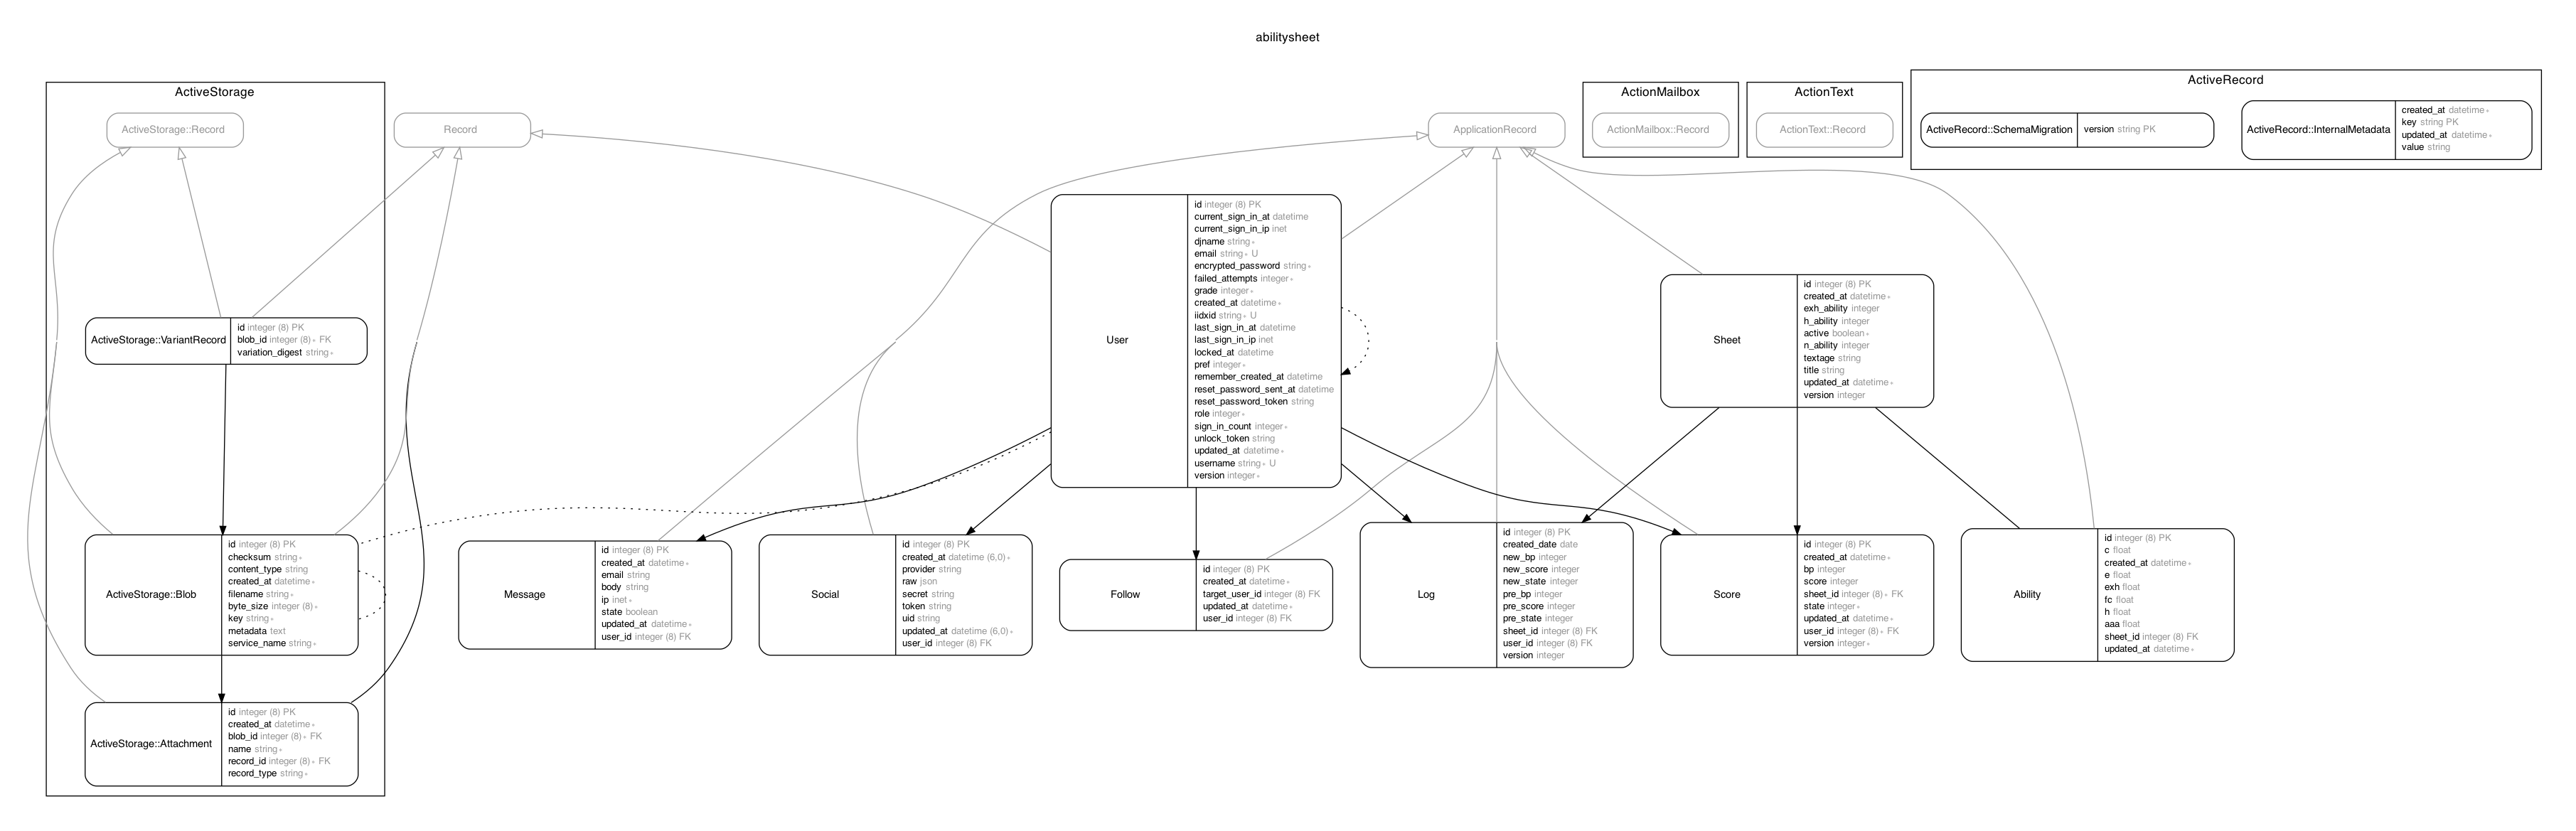 abilitysheet
ActiveStorage
ActiveStorage::Record
Record
ApplicationRecord
ActionMailbox
ActionMailbox::Record
ActionText
ActionText::Record
ActiveRecord
ActiveRecord::SchemaMigration
version string PK
ActiveRecord::InternalMetadata
created_at datetime ∗
key string PK
updated_at datetime ∗
value string
User
id integer (8) PK
current_sign_in_at datetime
current_sign_in_ip inet
djname string ∗
email string ∗ U
encrypted_password string ∗
failed_attempts integer ∗
grade integer ∗
created_at datetime ∗
iidxid string ∗ U
last_sign_in_at datetime
last_sign_in_ip inet
locked_at datetime
pref integer ∗
remember_created_at datetime
reset_password_sent_at datetime
reset_password_token string
role integer ∗
sign_in_count integer ∗
unlock_token string
updated_at datetime ∗
username string ∗ U
version integer ∗
Sheet
id integer (8) PK
created_at datetime ∗
exh_ability integer
h_ability integer
active boolean ∗
n_ability integer
textage string
title string
updated_at datetime ∗
version integer
ActiveStorage::VariantRecord
id integer (8) PK
blob_id integer (8) ∗ FK
variation_digest string ∗
ActiveStorage::Blob
id integer (8) PK
checksum string ∗
content_type string
created_at datetime ∗
filename string ∗
byte_size integer (8) ∗
key string ∗
metadata text
service_name string ∗
Message
id integer (8) PK
created_at datetime ∗
email string
body string
ip inet ∗
state boolean
updated_at datetime ∗
user_id integer (8) FK
Social
id integer (8) PK
created_at datetime (6,0) ∗
provider string
raw json
secret string
token string
uid string
updated_at datetime (6,0) ∗
user_id integer (8) FK
Follow
id integer (8) PK
created_at datetime ∗
target_user_id integer (8) FK
updated_at datetime ∗
user_id integer (8) FK
Log
id integer (8) PK
created_date date
new_bp integer
new_score integer
new_state integer
pre_bp integer
pre_score integer
pre_state integer
sheet_id integer (8) FK
user_id integer (8) FK
version integer
Score
id integer (8) PK
created_at datetime ∗
bp integer
score integer
sheet_id integer (8) ∗ FK
state integer ∗
updated_at datetime ∗
user_id integer (8) ∗ FK
version integer ∗
Ability
id integer (8) PK
c float
created_at datetime ∗
e float
exh float
fc float
h float
aaa float
sheet_id integer (8) FK
updated_at datetime ∗
ActiveStorage::Attachment
id integer (8) PK
created_at datetime ∗
blob_id integer (8) ∗ FK
name string ∗
record_id integer (8) ∗ FK
record_type string ∗